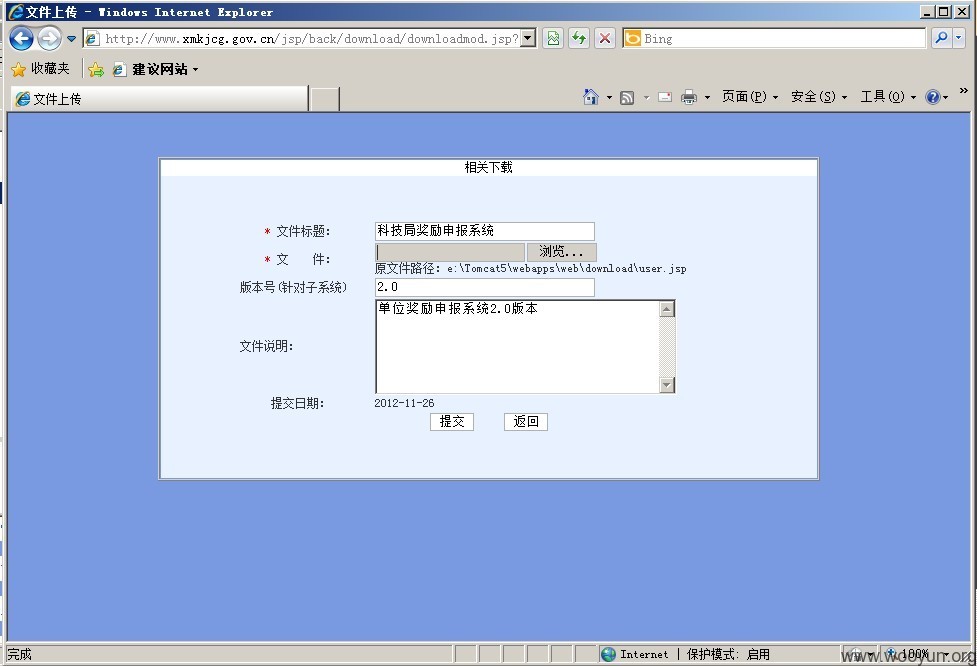 文件上传 - Windows Internet Explorer
http://www.xmkjcg.gov.cn/jsp/back/download/downloadmod.jsp?
Bing
收藏夹 建议网站
文件上传
页面(P) 安全(S) 工具(O) »
相关下载
* 文件标题: 科技局奖励申报系统
* 文 件: 浏览...
原文件路径: e:\Tomcat5\webapps\web\download\user.jsp
版本号(针对子系统) 2.0
文件说明: 单位奖励申报系统2.0版本
提交日期: 2012-11-26
提交 返回
完成 Internet | 保护模式: 启用 100%
www.wooyun.org